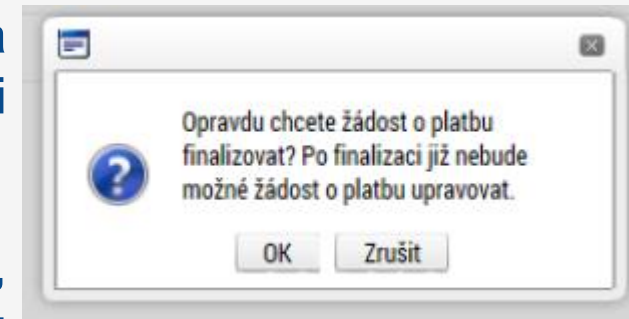 a
i
Opravdu chcete žádost o platbu
finalizovat? Po finalizaci již nebude
možné žádost o platbu upravovat.
OK Zrušit
,